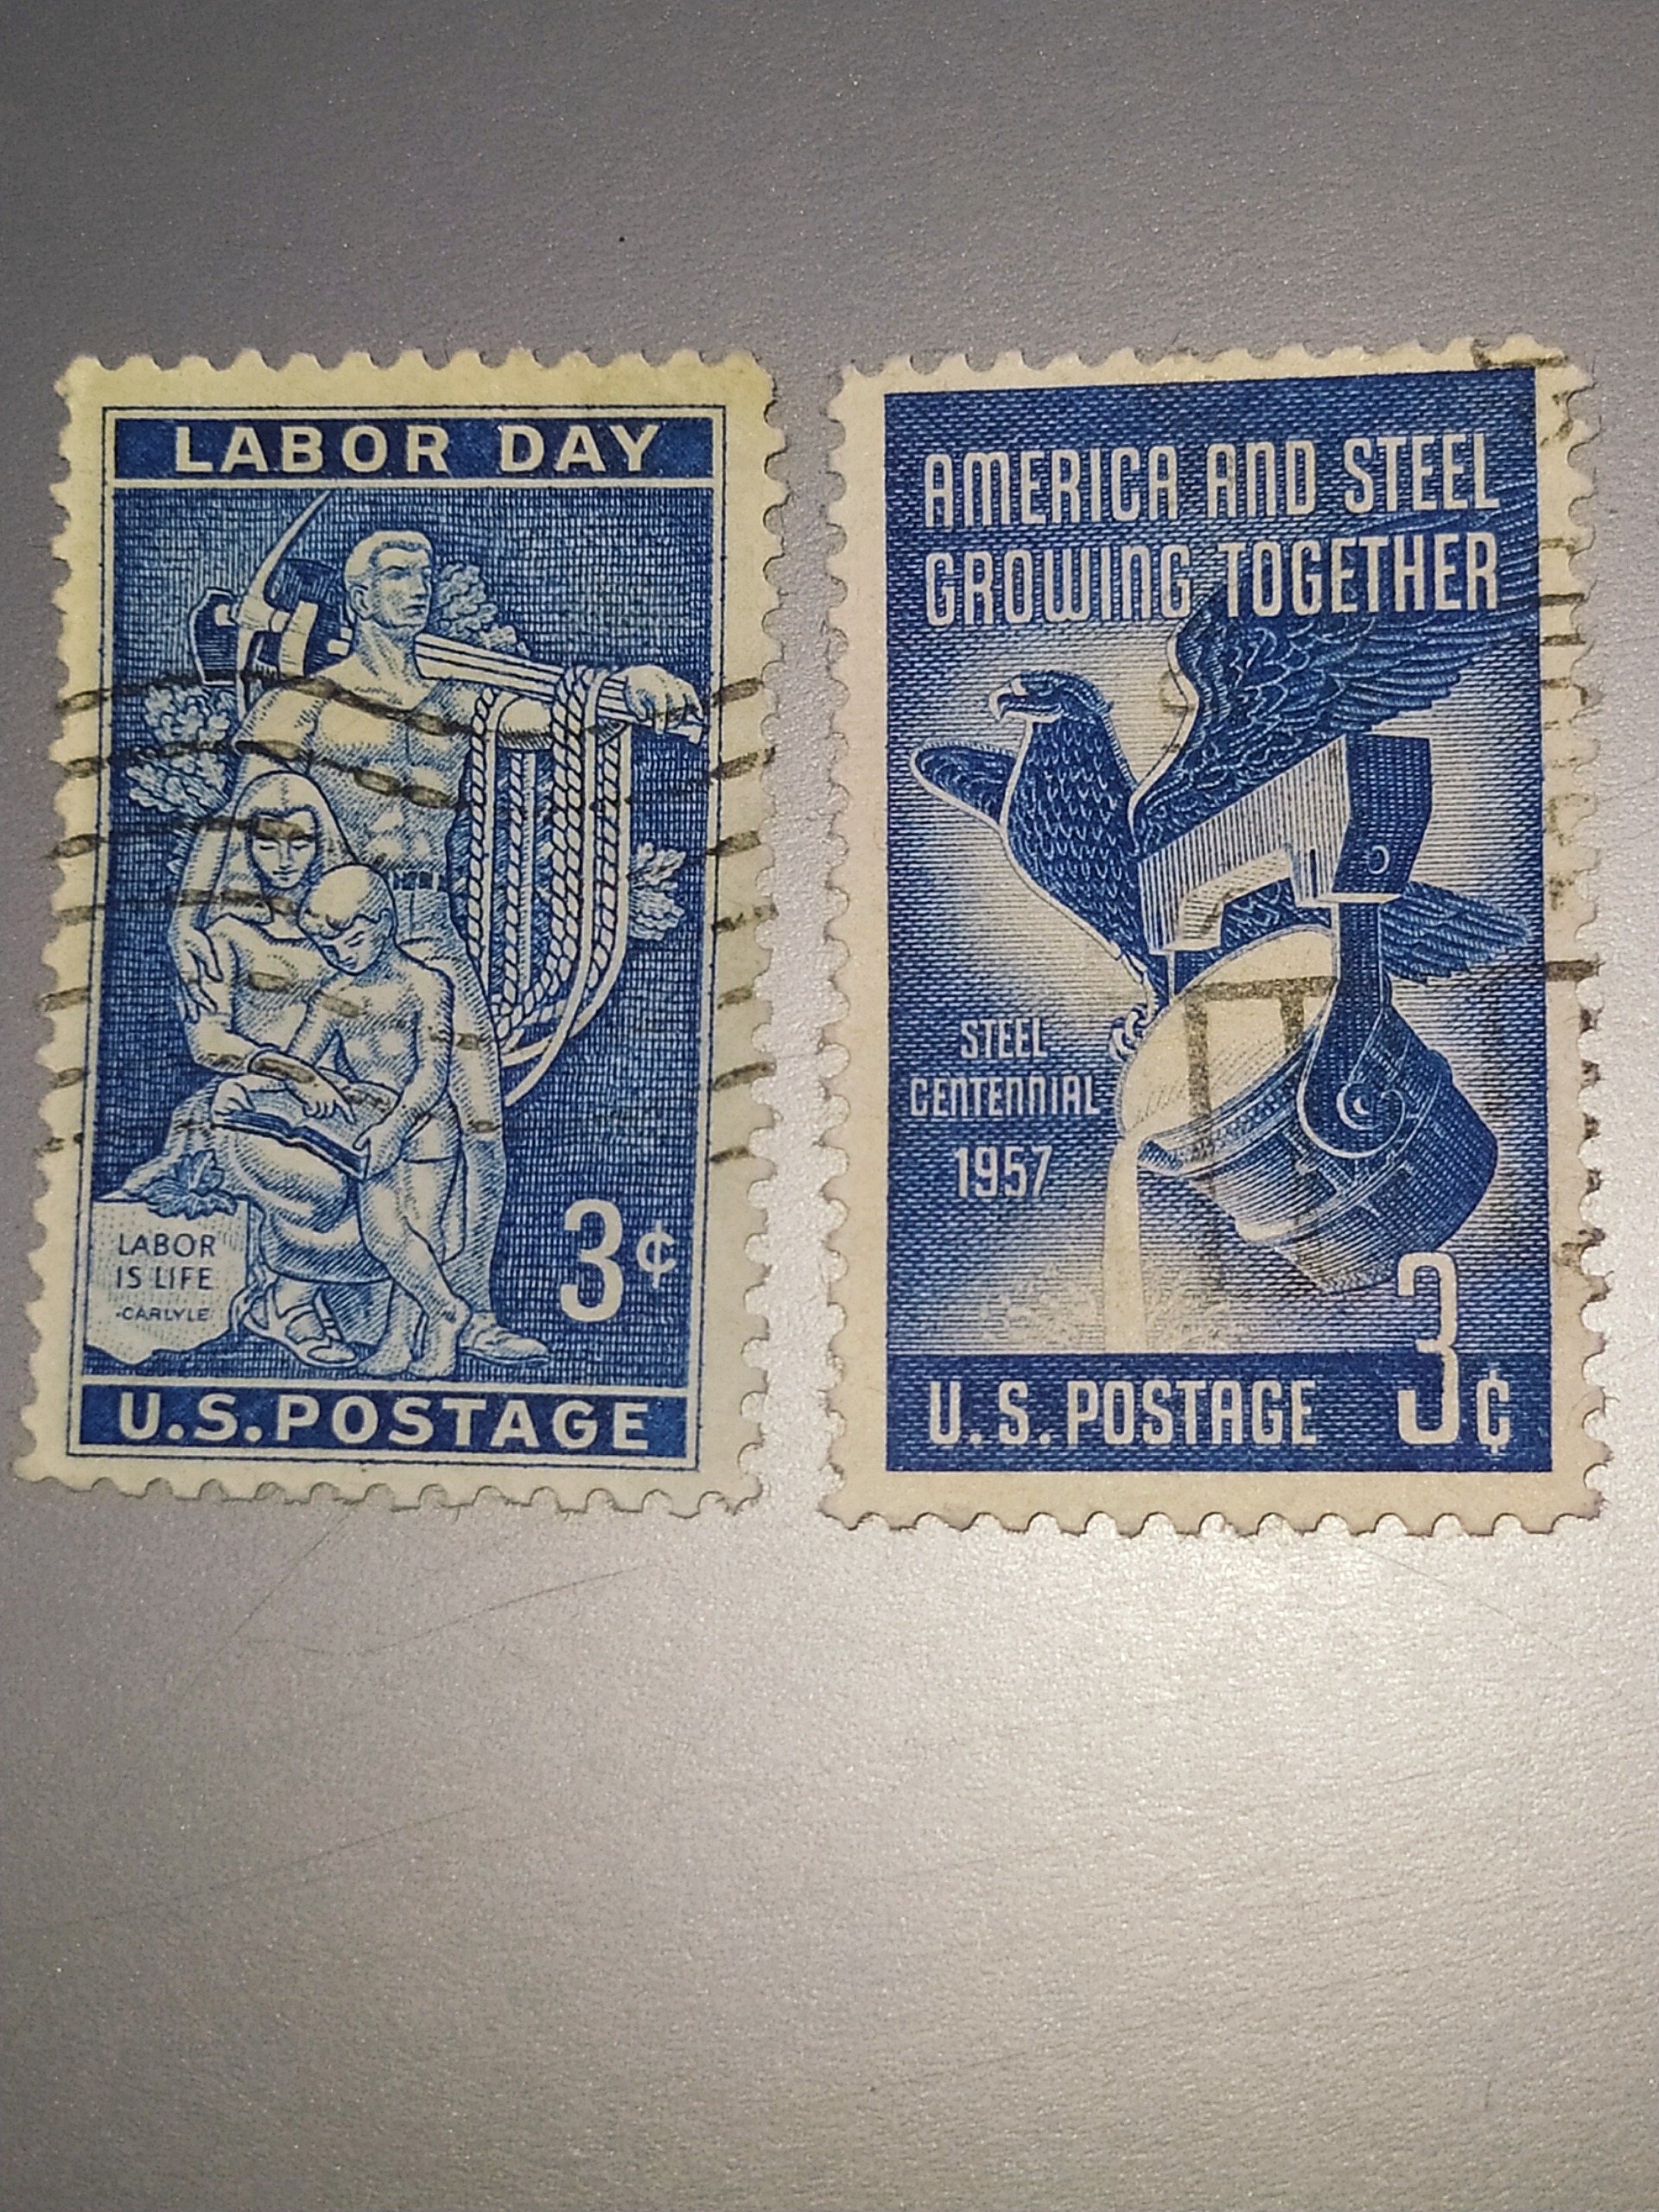 LABOR DAY
LABOR
IS LIFE
-CARLYLE
3¢
U.S. POSTAGE
AMERICA AND STEEL
GROWING TOGETHER
STEEL
CENTENNIAL
1957
U. S. POSTAGE 3¢